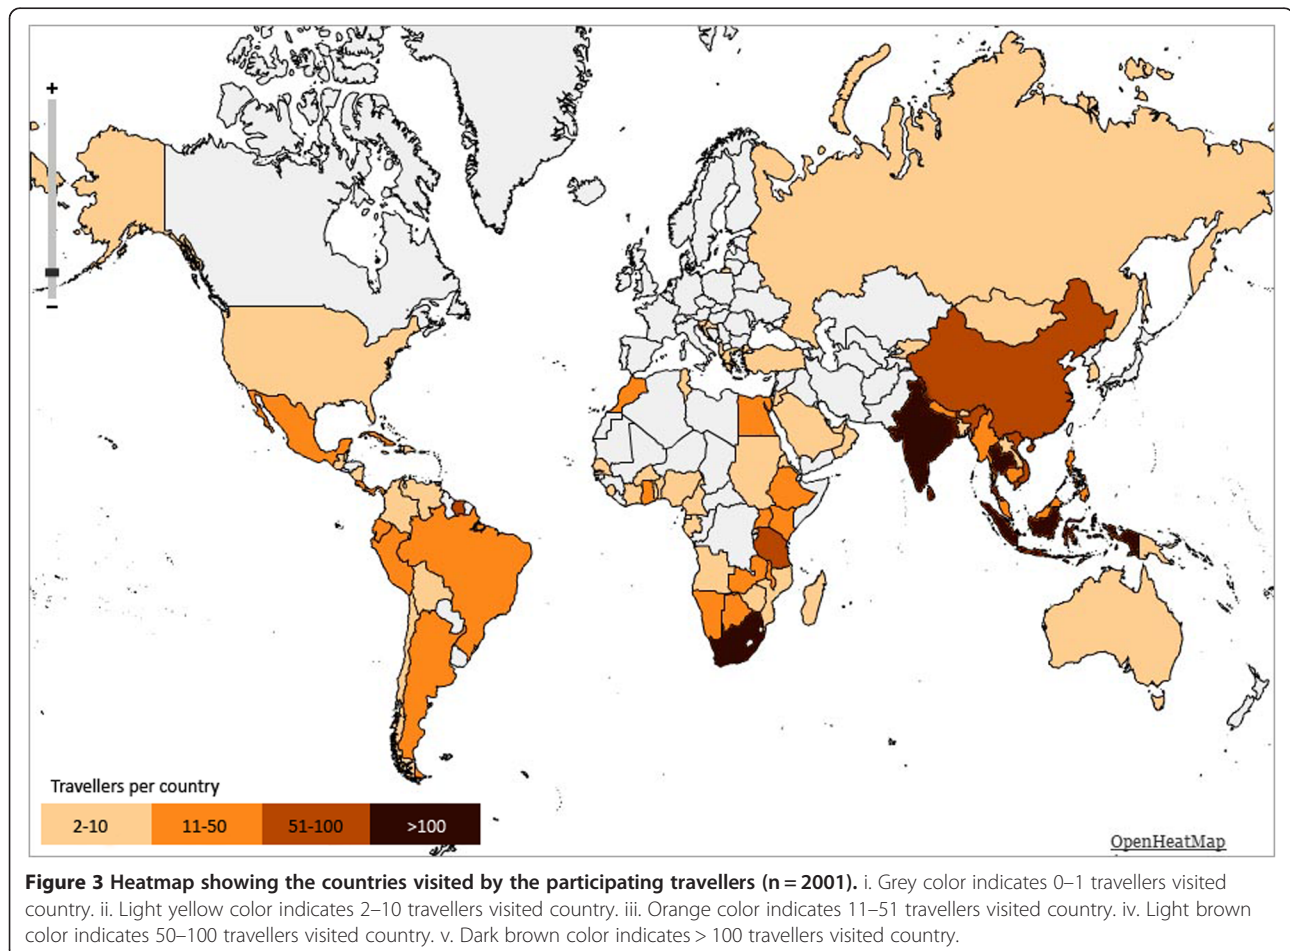 +
−
Travellers per country
2-10 11-50 51-100 >100
OpenHeatMap
Figure 3 Heatmap showing the countries visited by the participating travellers (n = 2001). i. Grey color indicates 0–1 travellers visited
country. ii. Light yellow color indicates 2–10 travellers visited country. iii. Orange color indicates 11–51 travellers visited country. iv. Light brown
color indicates 50–100 travellers visited country. v. Dark brown color indicates > 100 travellers visited country.